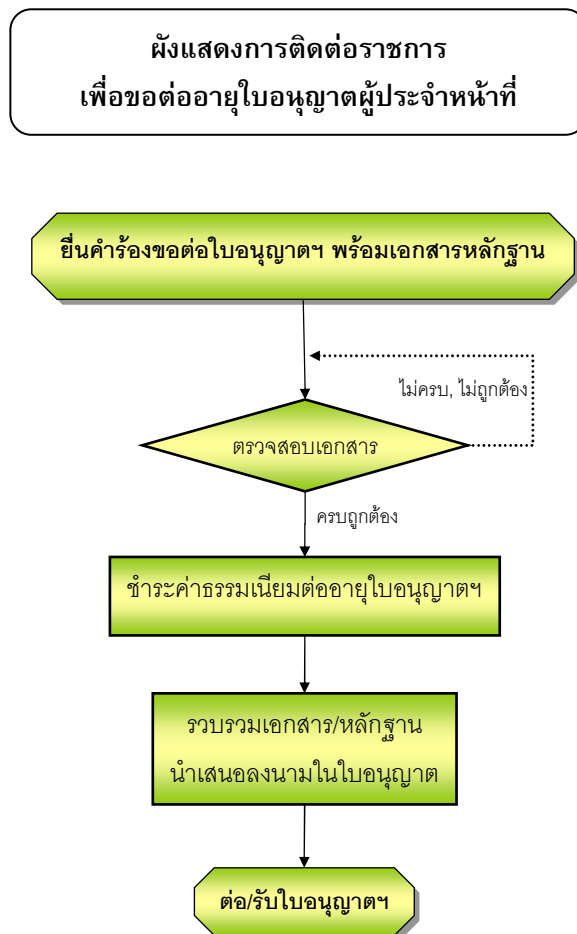 ผังแสดงการติดต่อราชการ
เพื่อขอต่ออายุใบอนุญาตผู้ประจำหน้าที่
ยื่นคำร้องขอต่อใบอนุญาตฯ พร้อมเอกสารหลักฐาน
ไม่ครบ, ไม่ถูกต้อง
ตรวจสอบเอกสาร
ครบถูกต้อง
ชำระค่าธรรมเนียมต่ออายุใบอนุญาตฯ
รวบรวมเอกสาร/หลักฐาน
นำเสนอลงนามในใบอนุญาต
ต่อ/รับใบอนุญาตฯ